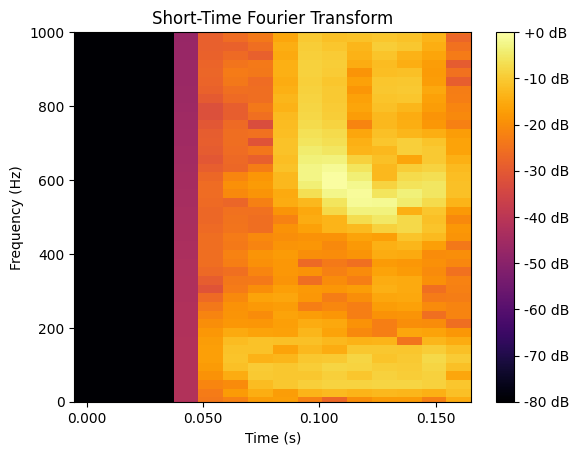 Short-Time Fourier Transform
1000
800
600
400
200
0
Frequency (Hz)
0.000
0.050
0.100
0.150
Time (s)
+0 dB
-10 dB
-20 dB
-30 dB
-40 dB
-50 dB
-60 dB
-70 dB
-80 dB